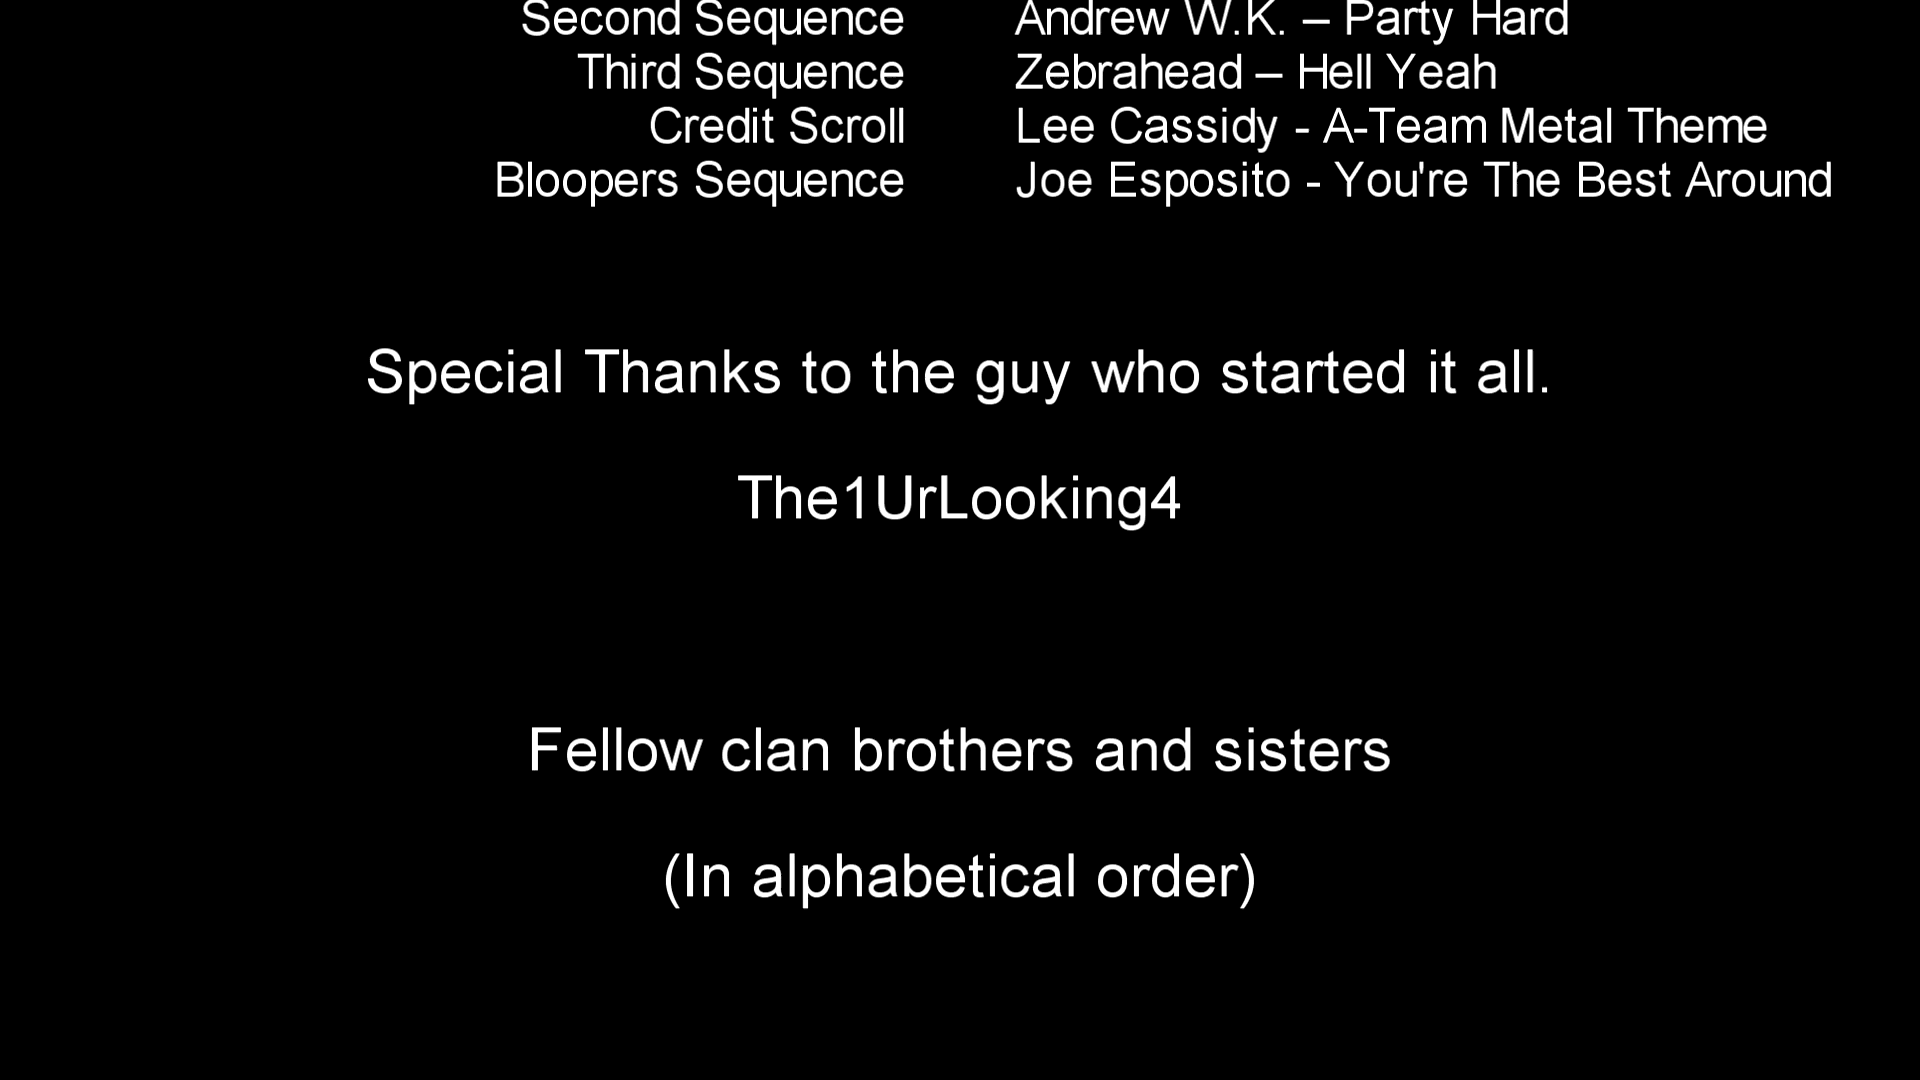 Second Sequence Andrew W.K. – Party Hard
Third Sequence Zebrahead – Hell Yeah
Credit Scroll Lee Cassidy - A-Team Metal Theme
Bloopers Sequence Joe Esposito - You're The Best Around
Special Thanks to the guy who started it all.
The1UrLooking4
Fellow clan brothers and sisters
(In alphabetical order)